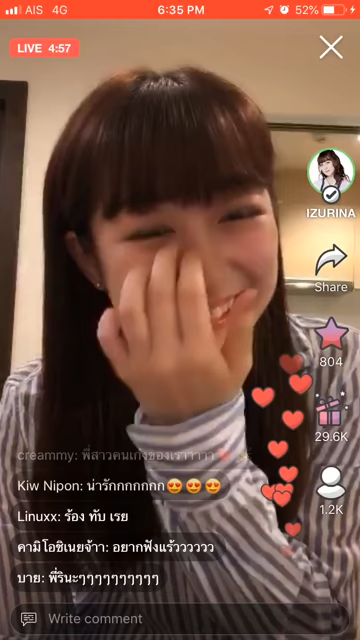 AIS 4G 6:35 PM 52%
LIVE 4:57
IZURINA
Share
804
29.6K
1.2K
creammy: พี่สาวคนเก่งของเราาาาา
Kiw Nipon: น่ารักกกกกกก😍😍😍
Linuxx: ร้อง ทับ เรย
คามิโอชิเนยจ้าา: อยากฟังแร้ววววววว
บาย: พี่รินะๆๆๆๆๆๆๆๆๆๆ
Write comment